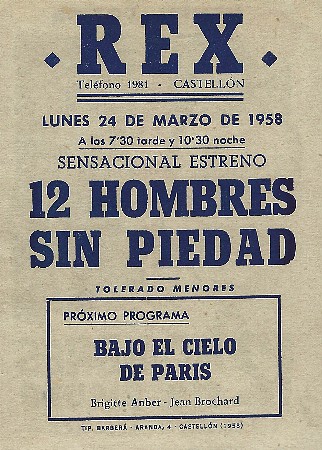 · REX ·
Teléfono 1981 - CASTELLÓN
LUNES 24 DE MARZO DE 1958
A las 7'30 tarde y 10'30 noche
SENSACIONAL ESTRENO
12 HOMBRES
SIN PIEDAD
TOLERADO MENORES
PRÓXIMO PROGRAMA
BAJO EL CIELO
DE PARIS
Brigitte Auber - Jean Brochard
TIP. BARBERÁ - ARANDA, 4 - CASTELLÓN (1958)